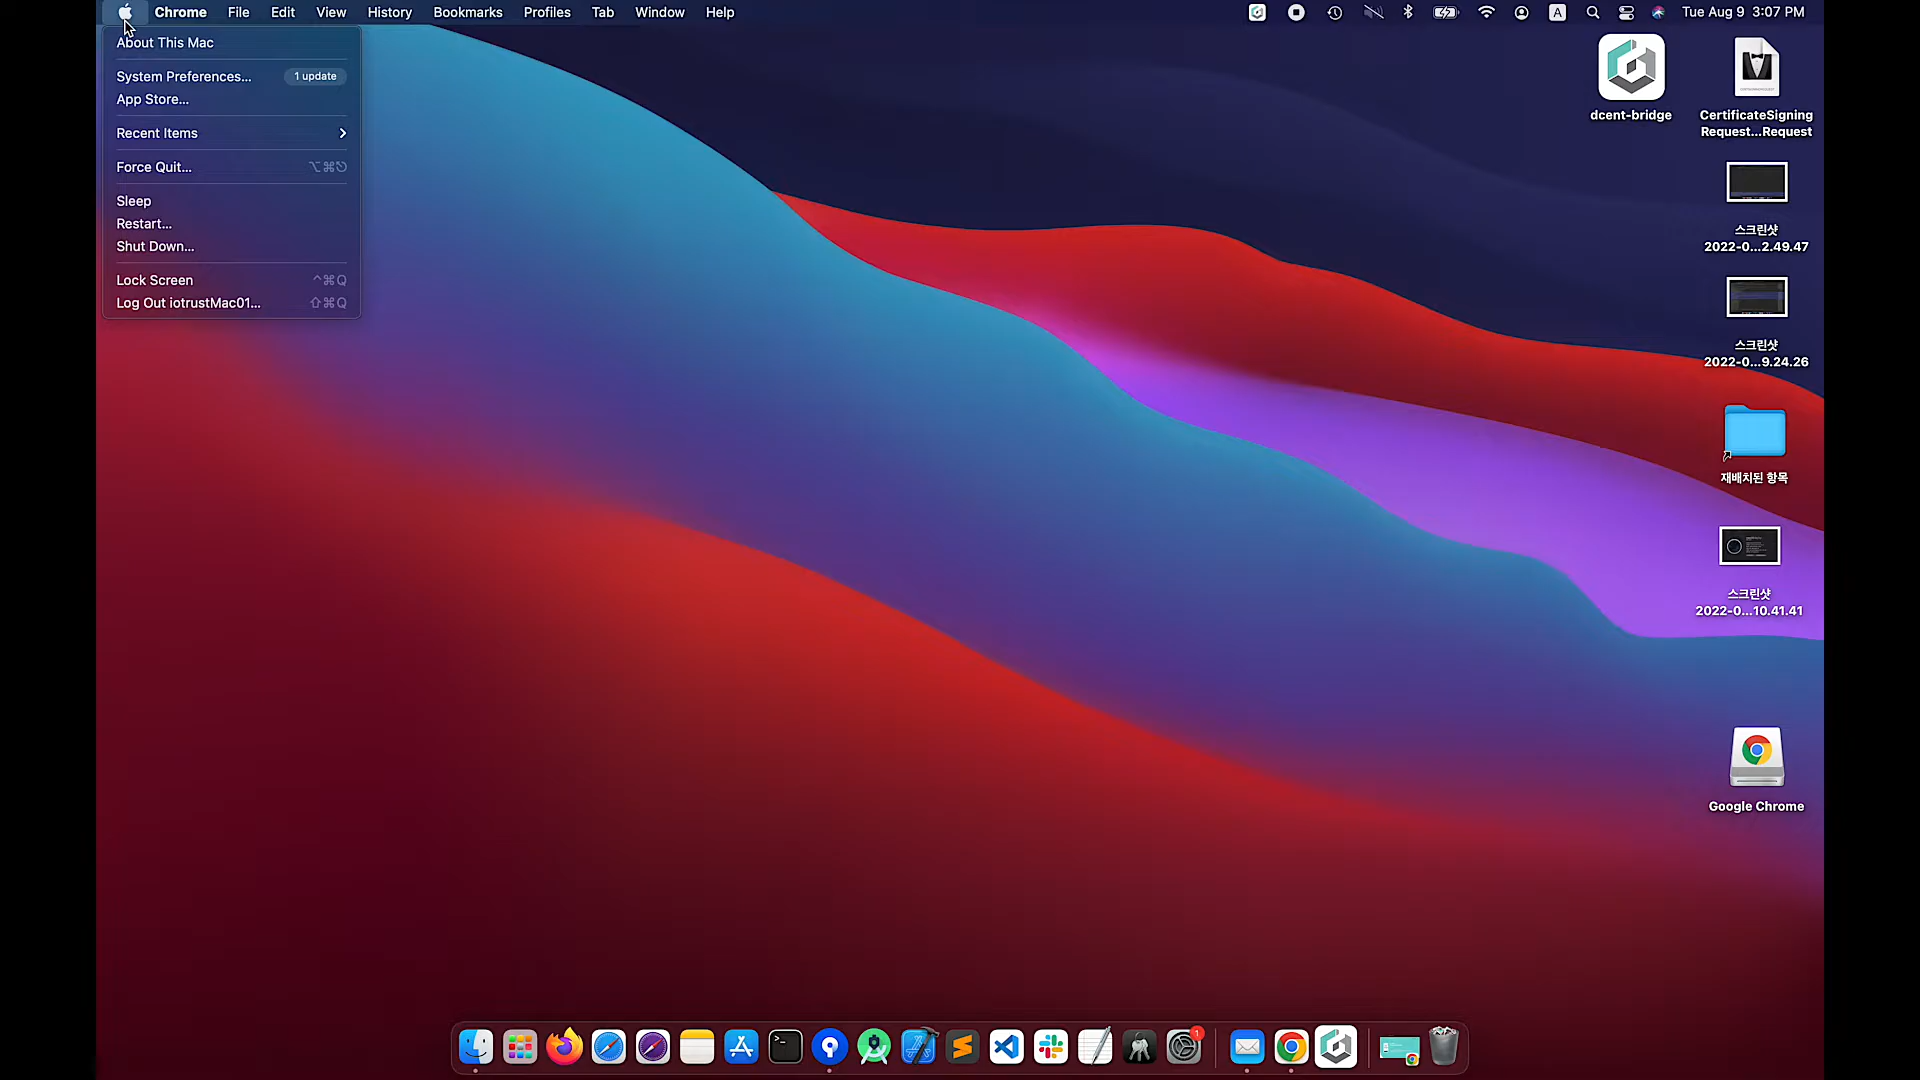 Chrome File Edit View History Bookmarks Profiles Tab Window Help
A
Tue Aug 9 3:07 PM
About This Mac
System Preferences... 1 update
App Store...
Recent Items
Force Quit... ⌥⌘⎋
Sleep
Restart...
Shut Down...
Lock Screen ^⌘Q
Log Out iotrustMac01... ⇧⌘Q
dcent-bridge
CertificateSigning
Request...Request
스크린샷
2022-0...2.49.47
스크린샷
2022-0...9.24.26
재배치된 항목
스크린샷
2022-0...10.41.41
Google Chrome
1